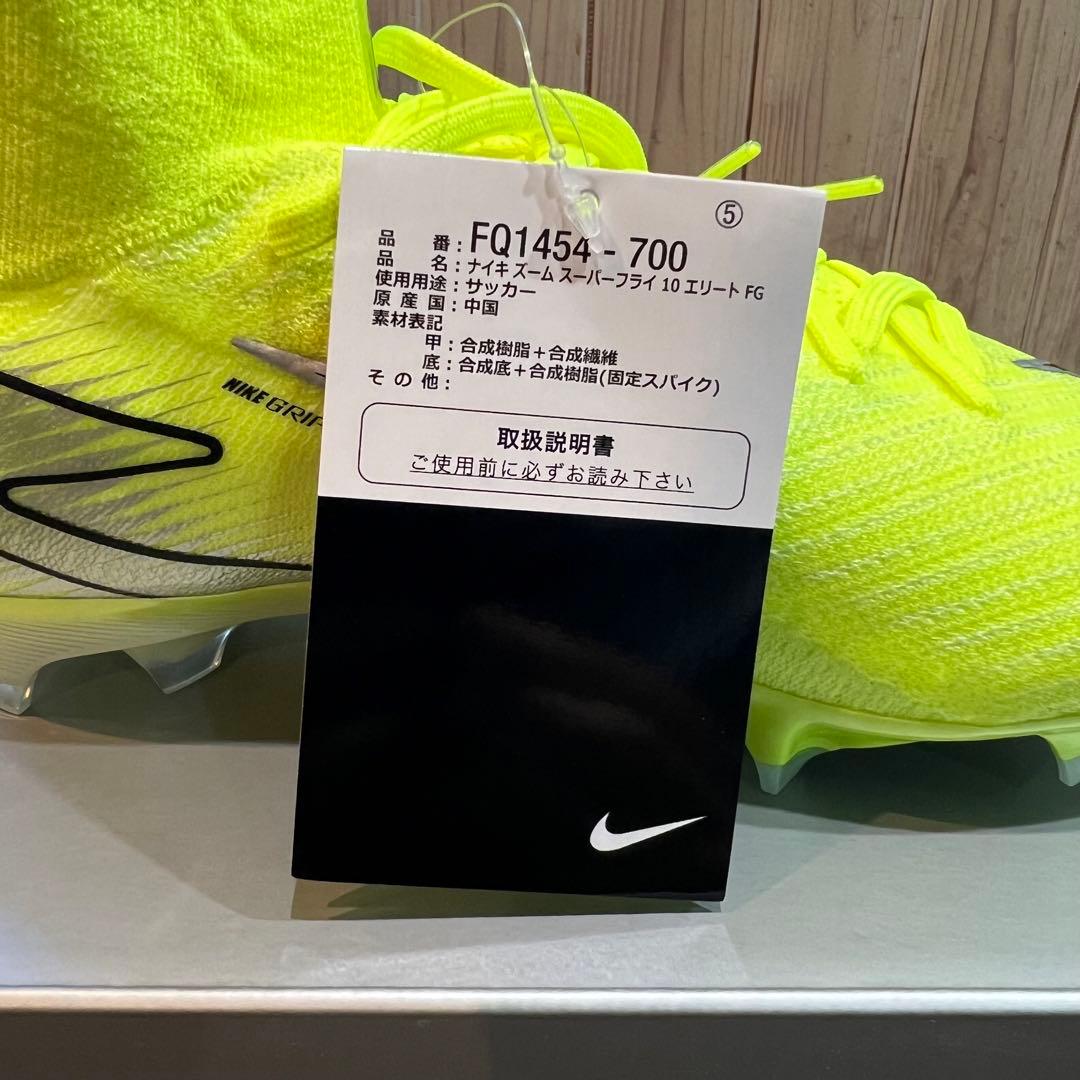 ⑤
品 番：FQ1454 - 700
品 名：ナイキ ズーム スーパーフライ 10 エリート FG
使用用途：サッカー
原 産 国：中国
素材表記
甲：合成樹脂＋合成繊維
底：合成底＋合成樹脂(固定スパイク)
そ の 他：
取扱説明書
ご使用前に必ずお読み下さい
NIKE GRIP